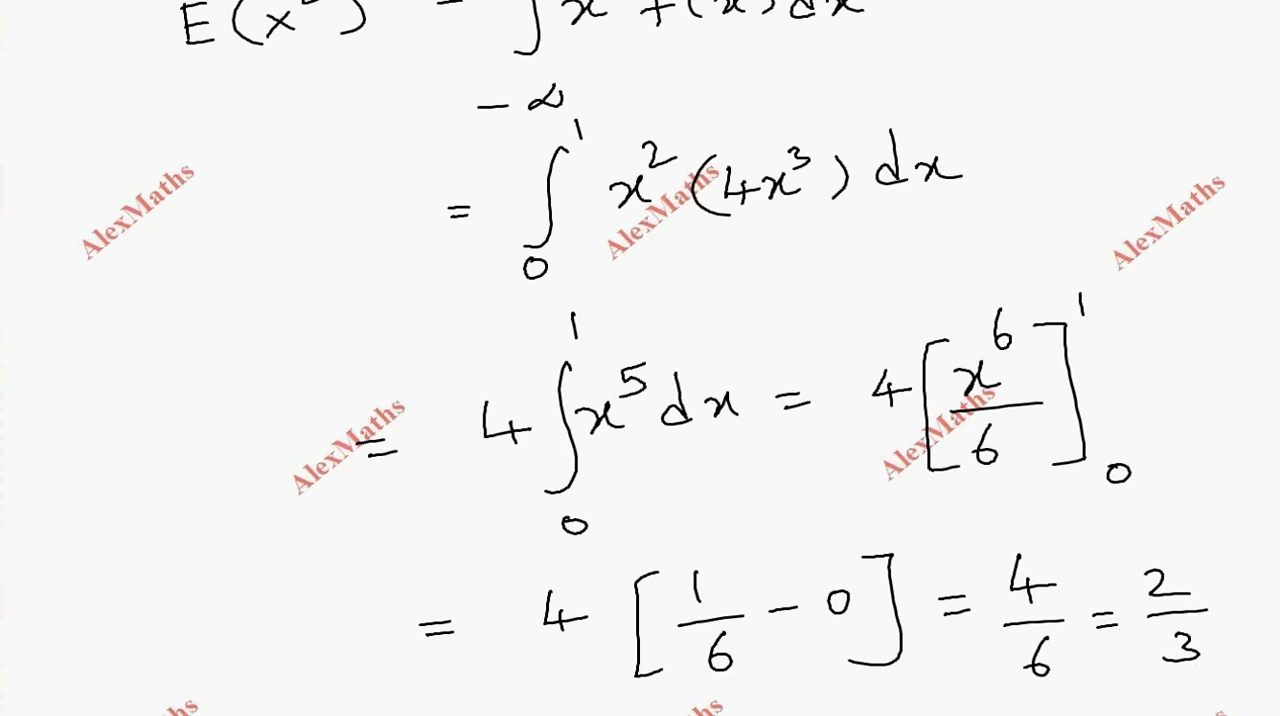 E(x²) = ∫ x f(x) dx
-∞
= ∫₀¹ x² (4x³) dx
= 4 ∫₀¹ x⁵ dx = 4 [x⁶/6]₀¹
= 4 [1/6 - 0] = 4/6 = 2/3
AlexMaths
AlexMaths
AlexMaths
AlexMaths
AlexMaths